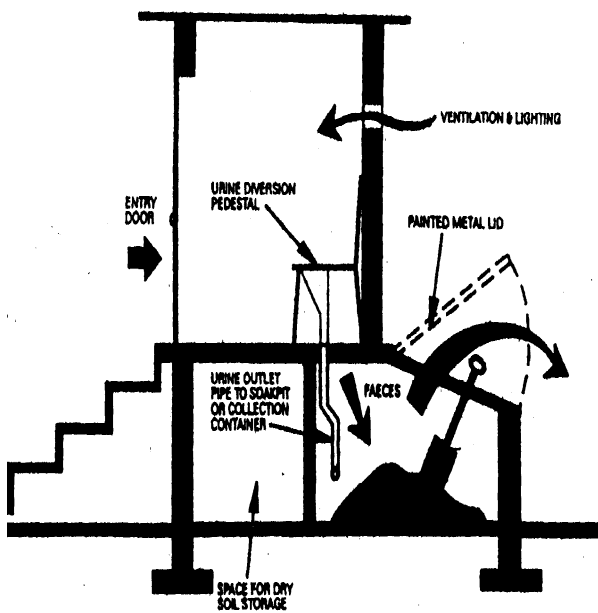 VENTILATION & LIGHTING
URINE DIVERSION
PEDESTAL
ENTRY
DOOR
PAINTED METAL LID
URINE OUTLET
PIPE TO SOAKPIT
OR COLLECTION
CONTAINER
FAECES
SPACE FOR DRY
SOIL STORAGE